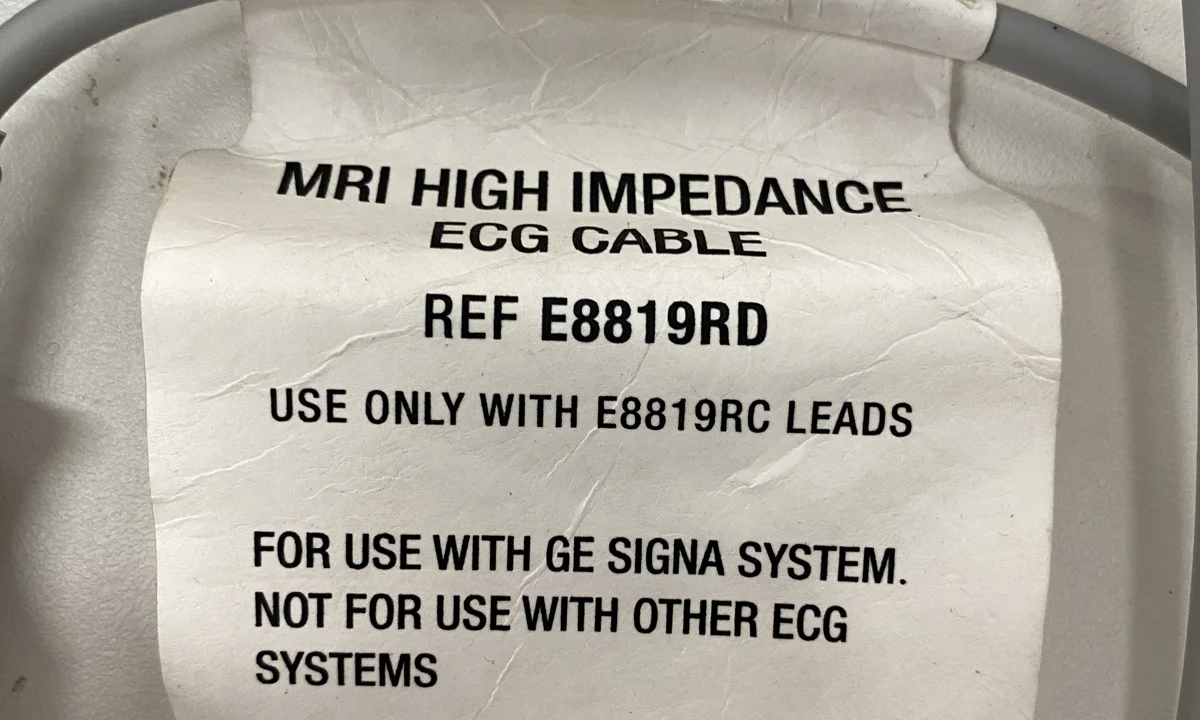 MRI HIGH IMPEDANCE
ECG CABLE
REF E8819RD
USE ONLY WITH E8819RC LEADS
FOR USE WITH GE SIGNA SYSTEM.
NOT FOR USE WITH OTHER ECG
SYSTEMS